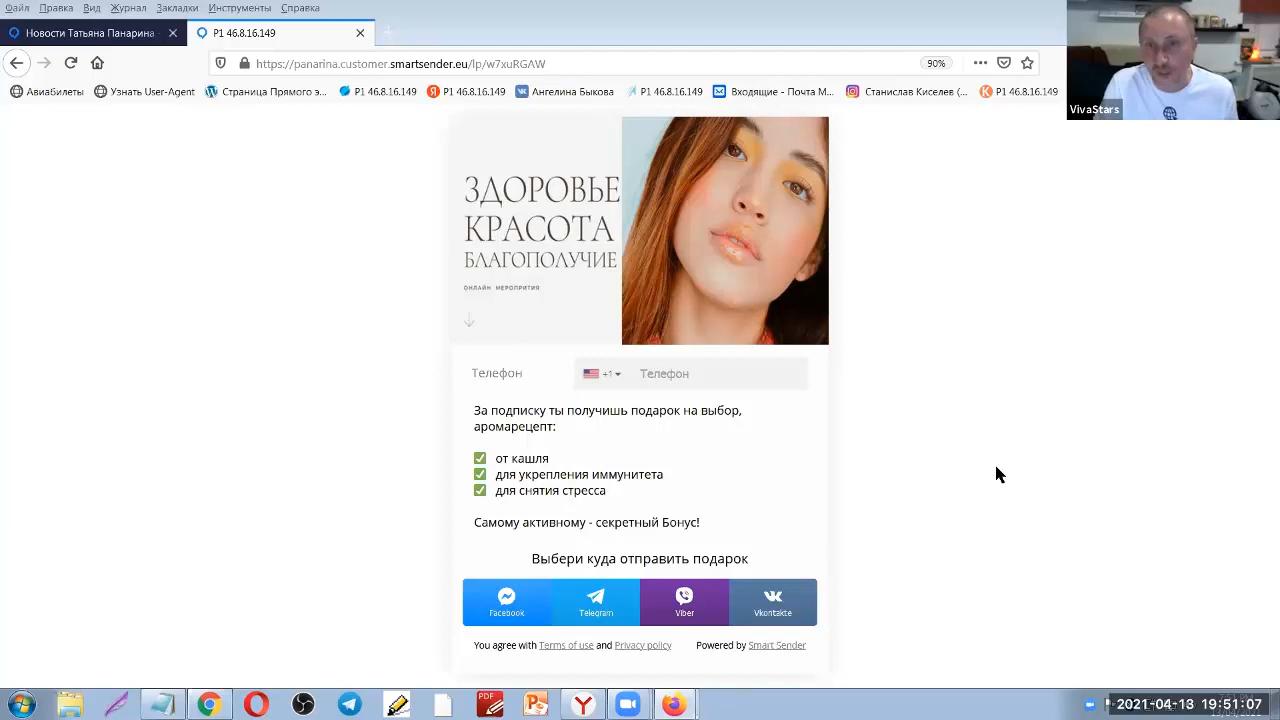 Файл Правка Вид Журнал Закладки Инструменты Справка
Новости Татьяна Панарина
P1 46.8.16.149
https://panarina.customer.smartsender.eu/lp/w7xuRGAW
90%
Авиабилеты
Узнать User-Agent
Страница Прямого э...
P1 46.8.16.149
P1 46.8.16.149
Ангелина Быкова
P1 46.8.16.149
Входящие - Почта М...
Станислав Киселев (...
P1 46.8.16.149
VivaStars
ЗДОРОВЬЕ
КРАСОТА
БЛАГОПОЛУЧИЕ
ОНЛАЙН МЕРОПРИТИЯ
Телефон
+1
Телефон
За подписку ты получишь подарок на выбор,
аромарецепт:
от кашля
для укрепления иммунитета
для снятия стресса
Самому активному - секретный Бонус!
Выбери куда отправить подарок
Facebook
Telegram
Viber
Vkontakte
You agree with Terms of use and Privacy policy
Powered by Smart Sender
PDF
2021-04-13 19:51:07